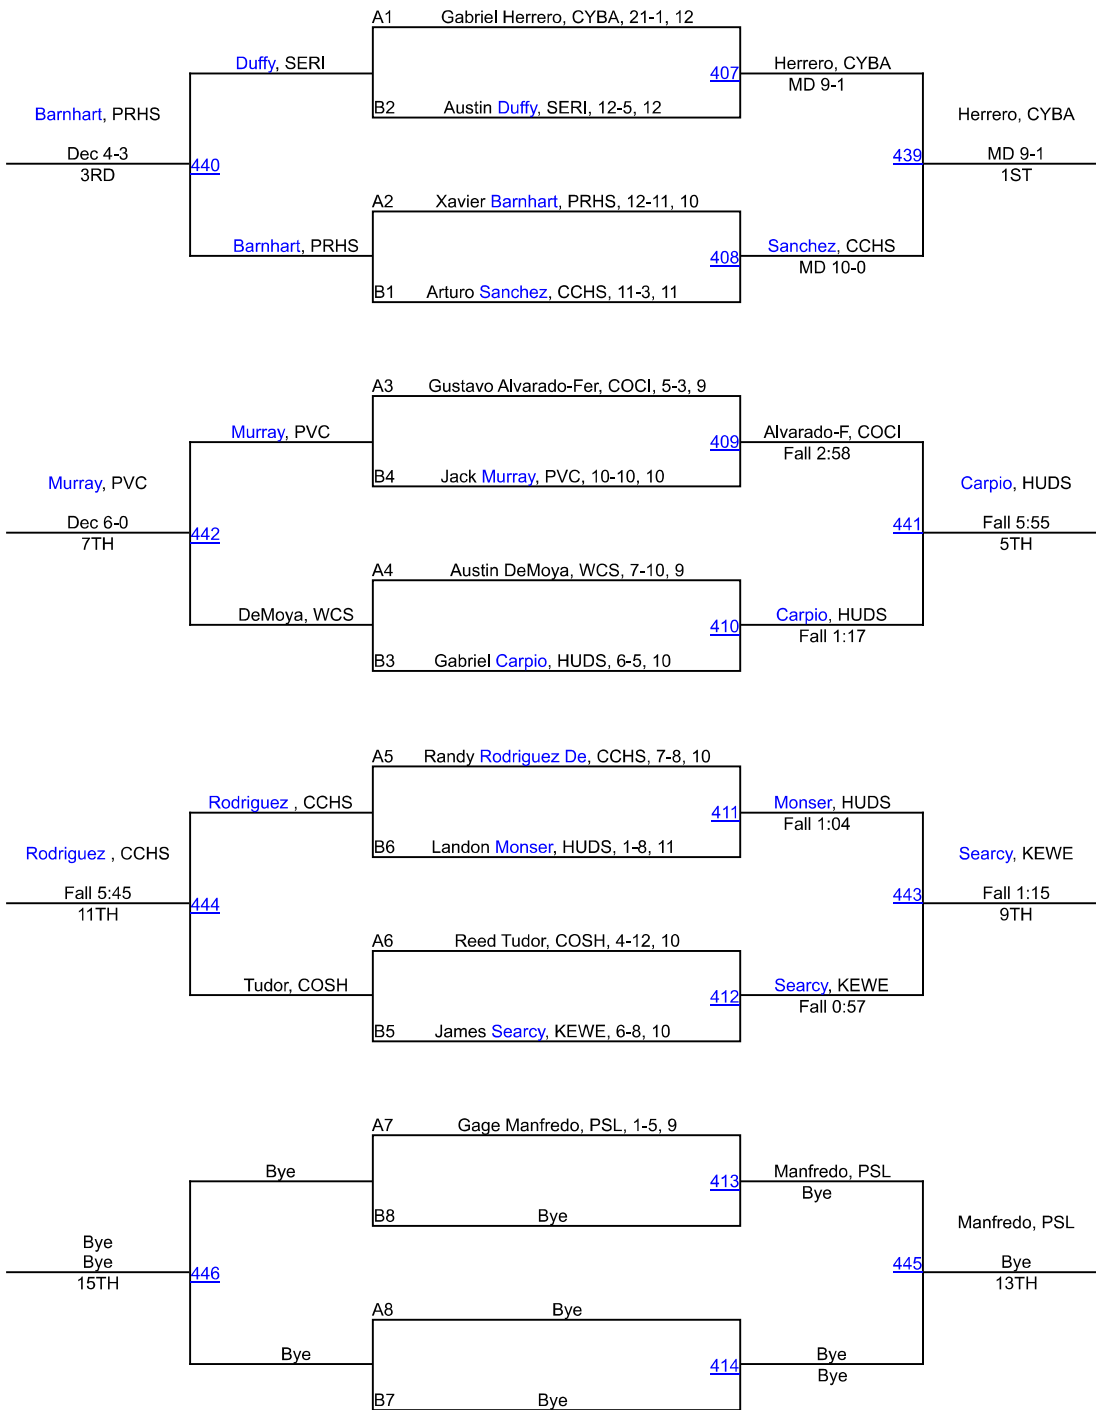 A1 Gabriel Herrero, CYBA, 21-1, 12
Duffy, SERI
407
Herrero, CYBA
MD 9-1
B2 Austin Duffy, SERI, 12-5, 12
Barnhart, PRHS
Dec 4-3
3RD
440
439
Herrero, CYBA
MD 9-1
1ST
A2 Xavier Barnhart, PRHS, 12-11, 10
Barnhart, PRHS
408
Sanchez, CCHS
MD 10-0
B1 Arturo Sanchez, CCHS, 11-3, 11
A3 Gustavo Alvarado-Fer, COCI, 5-3, 9
Murray, PVC
409
Alvarado-F, COCI
Fall 2:58
B4 Jack Murray, PVC, 10-10, 10
Murray, PVC
Dec 6-0
7TH
442
441
Carpio, HUDS
Fall 5:55
5TH
A4 Austin DeMoya, WCS, 7-10, 9
DeMoya, WCS
410
Carpio, HUDS
Fall 1:17
B3 Gabriel Carpio, HUDS, 6-5, 10
A5 Randy Rodriguez De, CCHS, 7-8, 10
Rodriguez , CCHS
411
Monser, HUDS
Fall 1:04
B6 Landon Monser, HUDS, 1-8, 11
Rodriguez , CCHS
Fall 5:45
11TH
444
443
Searcy, KEWE
Fall 1:15
9TH
A6 Reed Tudor, COSH, 4-12, 10
Tudor, COSH
412
Searcy, KEWE
Fall 0:57
B5 James Searcy, KEWE, 6-8, 10
A7 Gage Manfredo, PSL, 1-5, 9
Bye
413
Manfredo, PSL
Bye
B8 Bye
Bye
Bye
15TH
446
445
Manfredo, PSL
Bye
13TH
A8 Bye
Bye
414
Bye
Bye
B7 Bye